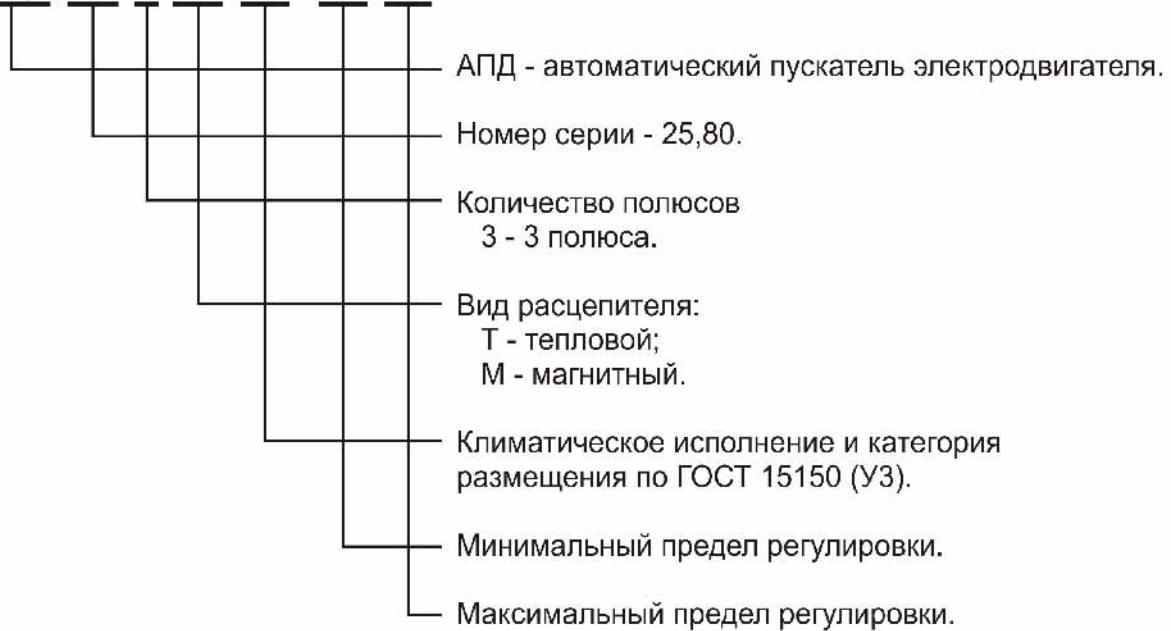 АПД - автоматический пускатель электродвигателя.
Номер серии - 25,80.
Количество полюсов
3 - 3 полюса.
Вид расцепителя:
Т - тепловой;
М - магнитный.
Климатическое исполнение и категория
размещения по ГОСТ 15150 (У3).
Минимальный предел регулировки.
Максимальный предел регулировки.